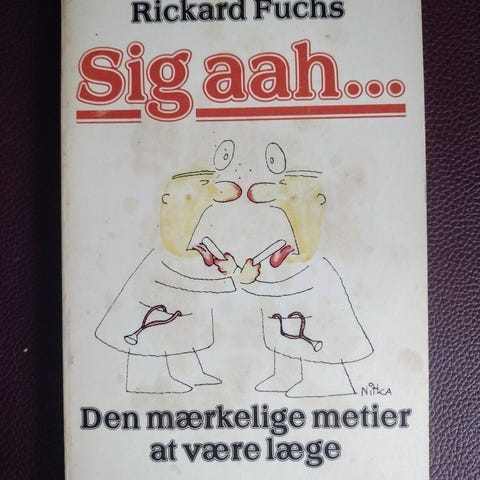 Rickard Fuchs
Sig aah...
NitKA
Den mærkelige metier
at være læge